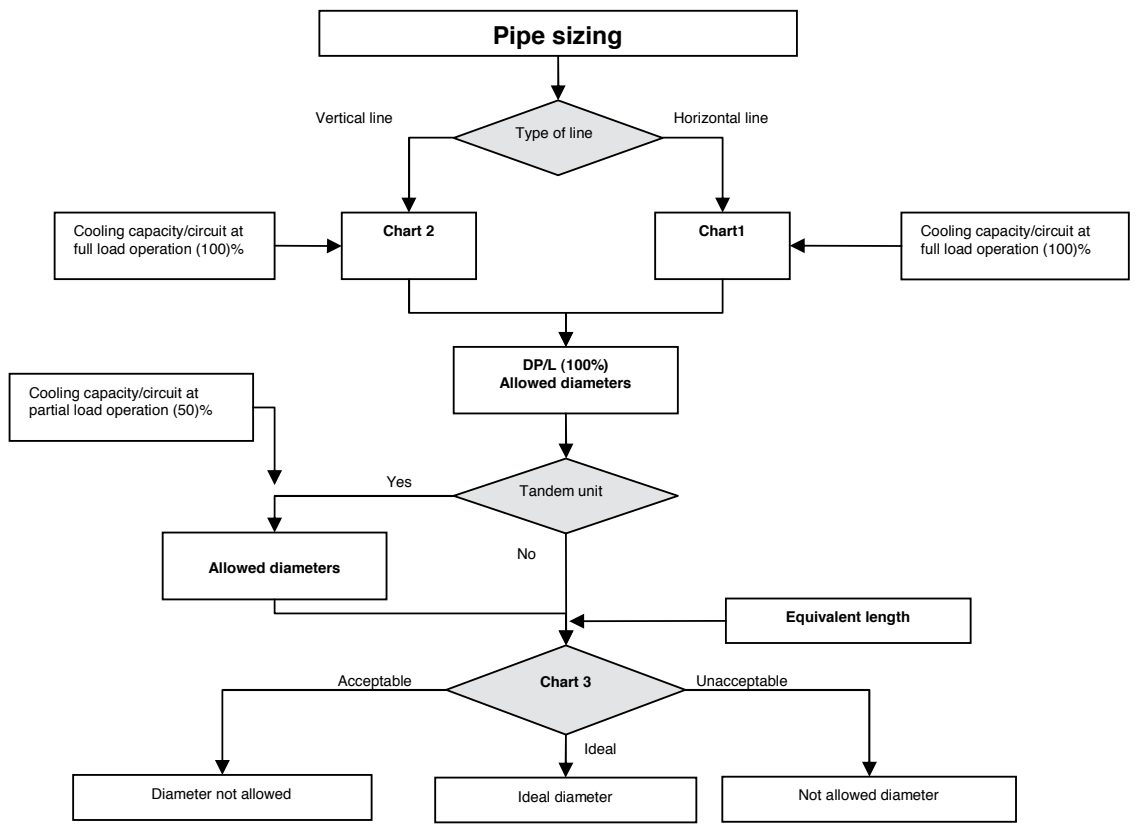 Pipe sizing
Vertical line
Type of line
Horizontal line
Cooling capacity/circuit at
full load operation (100)%
Chart 2
Chart1
Cooling capacity/circuit at
full load operation (100)%
DP/L (100%)
Allowed diameters
Cooling capacity/circuit at
partial load operation (50)%
Yes
Tandem unit
No
Allowed diameters
Equivalent length
Acceptable
Chart 3
Unacceptable
Ideal
Diameter not allowed
Ideal diameter
Not allowed diameter